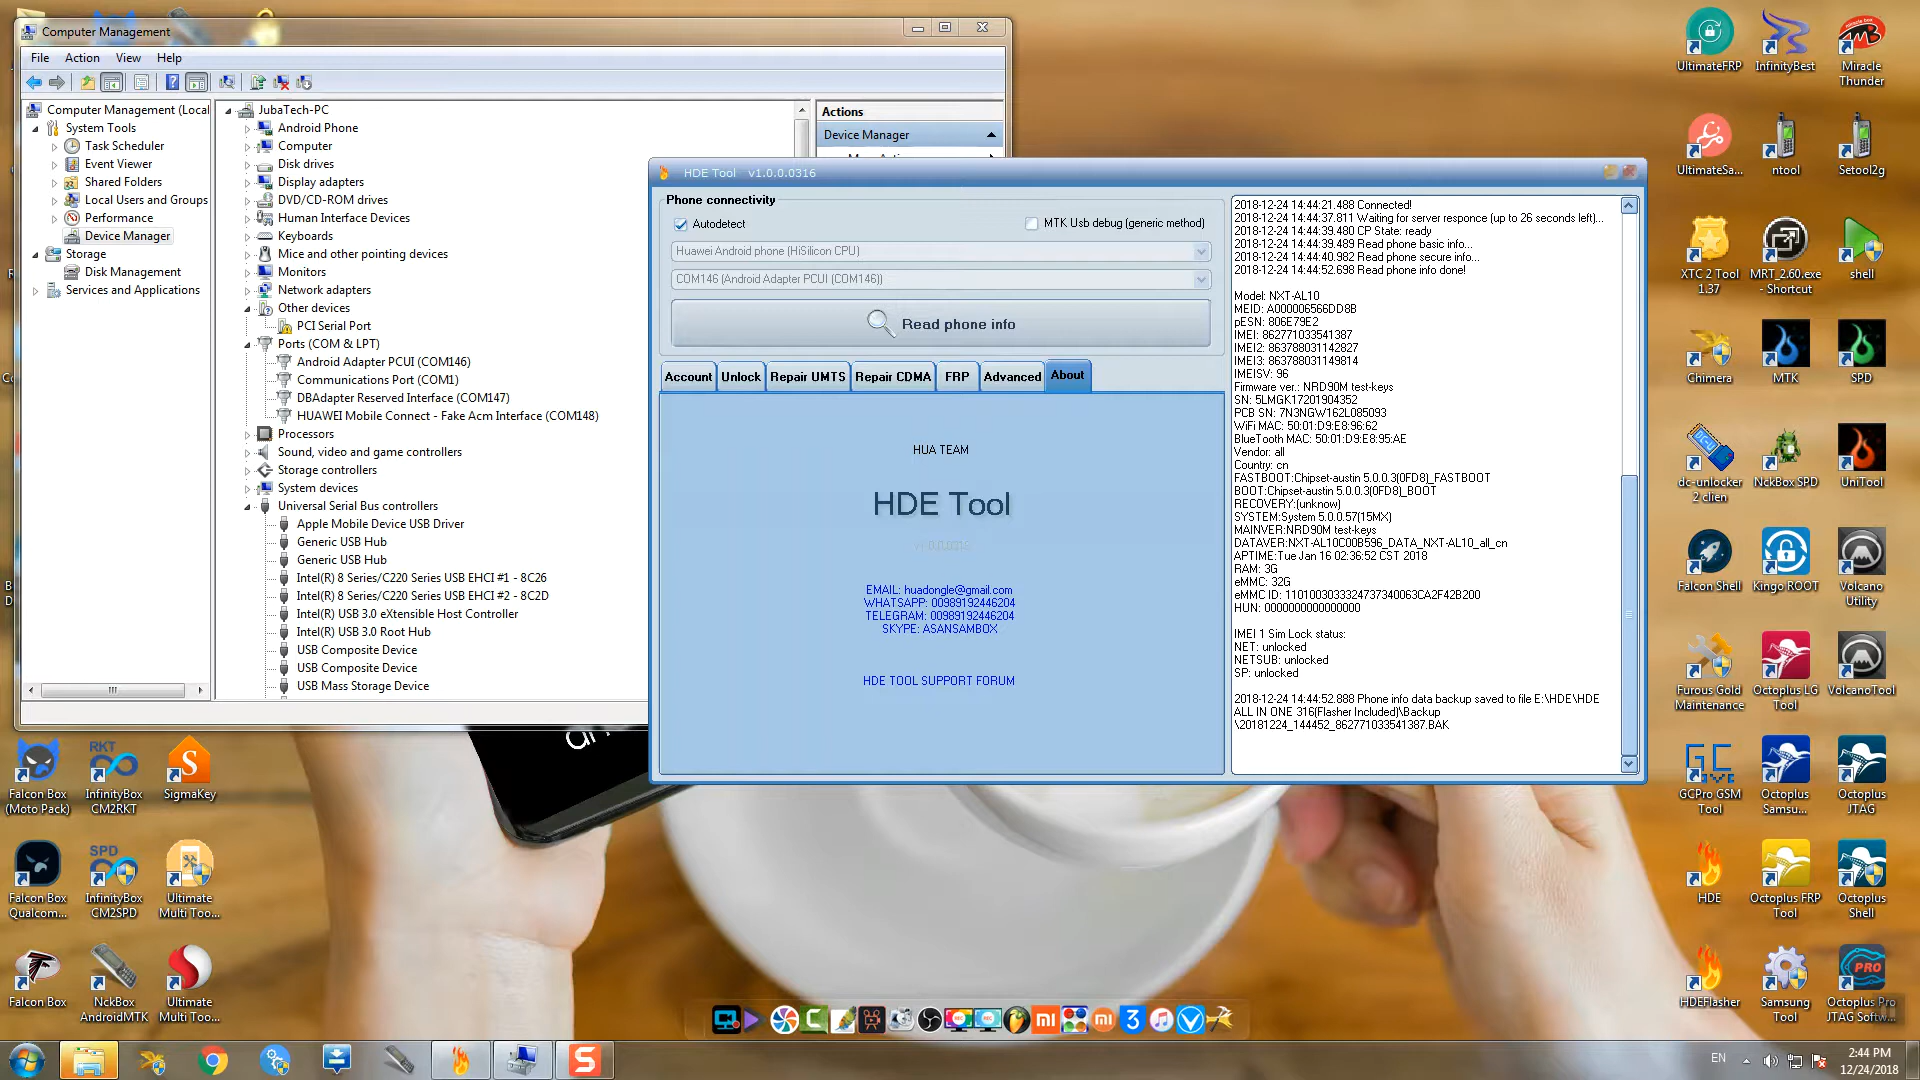 Computer Management
File Action View Help
Computer Management (Local
System Tools
Task Scheduler
Event Viewer
Shared Folders
Local Users and Groups
Performance
Device Manager
Storage
Disk Management
Services and Applications
JubaTech-PC
Android Phone
Computer
Disk drives
Display adapters
DVD/CD-ROM drives
Human Interface Devices
Keyboards
Mice and other pointing devices
Monitors
Network adapters
Other devices
PCI Serial Port
Ports (COM & LPT)
Android Adapter PCUI (COM146)
Communications Port (COM1)
DBAdapter Reserved Interface (COM147)
HUAWEI Mobile Connect - Fake Acm Interface (COM148)
Processors
Sound, video and game controllers
Storage controllers
System devices
Universal Serial Bus controllers
Apple Mobile Device USB Driver
Generic USB Hub
Generic USB Hub
Intel(R) 8 Series/C220 Series USB EHCI #1 - 8C26
Intel(R) 8 Series/C220 Series USB EHCI #2 - 8C2D
Intel(R) USB 3.0 eXtensible Host Controller
Intel(R) USB 3.0 Root Hub
USB Composite Device
USB Composite Device
USB Mass Storage Device
Actions
Device Manager
HDE Tool v1.0.0.0316
Phone connectivity
Autodetect
MTK Usb debug (generic method)
Huawei Android phone (HiSilicon CPU)
COM146 (Android Adapter PCUI (COM146))
Read phone info
Account Unlock Repair UMTS Repair CDMA FRP Advanced About
HUA TEAM
HDE Tool
v1.0.0.0316
EMAIL: huadongle@gmail.com
WHATSAPP: 00989192446204
TELEGRAM: 00989192446204
SKYPE: ASANSAMBOX
HDE TOOL SUPPORT FORUM
2018-12-24 14:44:21.488 Connected!
2018-12-24 14:44:37.811 Waiting for server responce (up to 26 seconds left)...
2018-12-24 14:44:39.480 CP State: ready
2018-12-24 14:44:39.489 Read phone basic info...
2018-12-24 14:44:40.982 Read phone secure info...
2018-12-24 14:44:52.698 Read phone info done!
Model: NXT-AL10
MEID: A000006566DD8B
pESN: 806E79E2
IMEI: 862771033541387
IMEI2: 863788031142827
IMEI3: 863788031149814
IMEISV: 96
Firmware ver.: NRD90M test-keys
SN: 5LMGK17201904352
PCB SN: 7N3NGW162L085093
WiFi MAC: 50:01:D9:E8:96:62
BlueTooth MAC: 50:01:D9:E8:95:AE
Vendor: all
Country: cn
FASTBOOT:Chipset-austin 5.0.0.3(0FD8)_FASTBOOT
BOOT:Chipset-austin 5.0.0.3(0FD8)_BOOT
RECOVERY:(unknow)
SYSTEM:System 5.0.0.57(15MX)
MAINVER:NRD90M test-keys
DATAVER:NXT-AL10C00B596_DATA_NXT-AL10_all_cn
APTIME:Tue Jan 16 02:36:52 CST 2018
RAM: 3G
eMMC: 32G
eMMC ID: 1101003033324737340063CA2F42B200
HUN: 0000000000000000
IMEI 1 Sim Lock status:
NET: unlocked
NETSUB: unlocked
SP: unlocked
2018-12-24 14:44:52.888 Phone info data backup saved to file E:\HDE\HDE
ALL IN ONE 316(Flasher Included)\Backup
\20181224_144452_862771033541387.BAK
UltimateFRP
InfinityBest
Miracle
Thunder
UltimateSa...
ntool
Setool2g
XTC 2 Tool
1.37
MRT_2.60.exe
- Shortcut
shell
Chimera
MTK
SPD
dc-unlocker
2 clien
NckBox SPD
UniTool
Falcon Shell
Kingo ROOT
Volcano
Utility
Furous Gold
Maintenance
Octoplus LG
Tool
VolcanoTool
GCPro GSM
Tool
Octoplus
Samsu...
Octoplus
JTAG
HDE
Octoplus FRP
Tool
Octoplus
Shell
HDEFlasher
Samsung
Tool
PRO
Octoplus Pro
JTAG Softw...
Falcon Box
(Moto Pack)
RKT
InfinityBox
CM2RKT
S
SigmaKey
Falcon Box
Qualcom...
SPD
InfinityBox
CM2SPD
Ultimate
Multi Too...
Falcon Box
NckBox
AndroidMTK
Ultimate
Multi Too...
EN
2:44 PM
12/24/2018